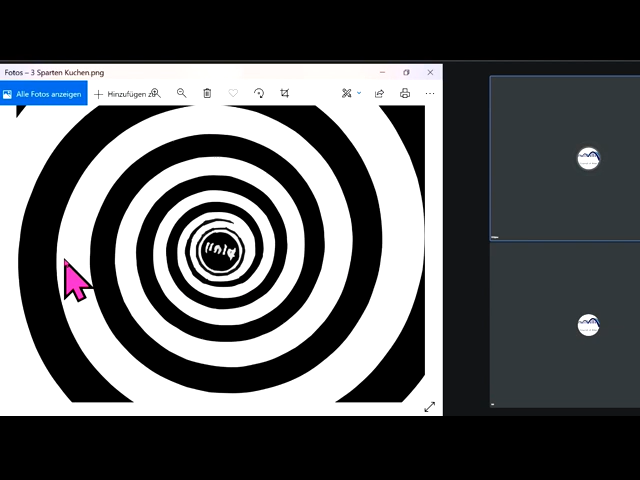 Fotos – 3 Sparten Kuchen.png
Alle Fotos anzeigen
Hinzufügen zu